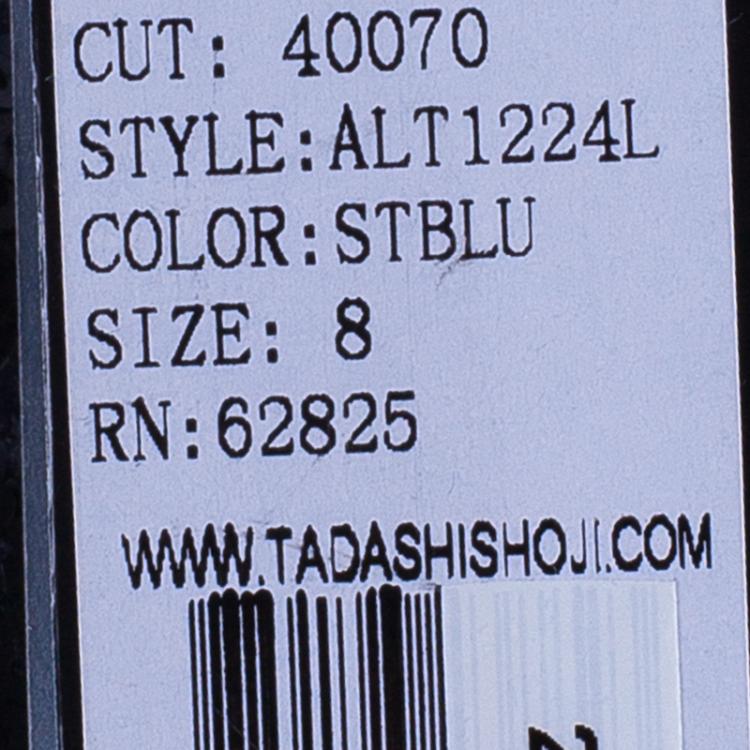 CUT: 40070
STYLE:ALT1224L
COLOR:STBLU
SIZE: 8
RN:62825
WWW.TADASHISHOJI.COM